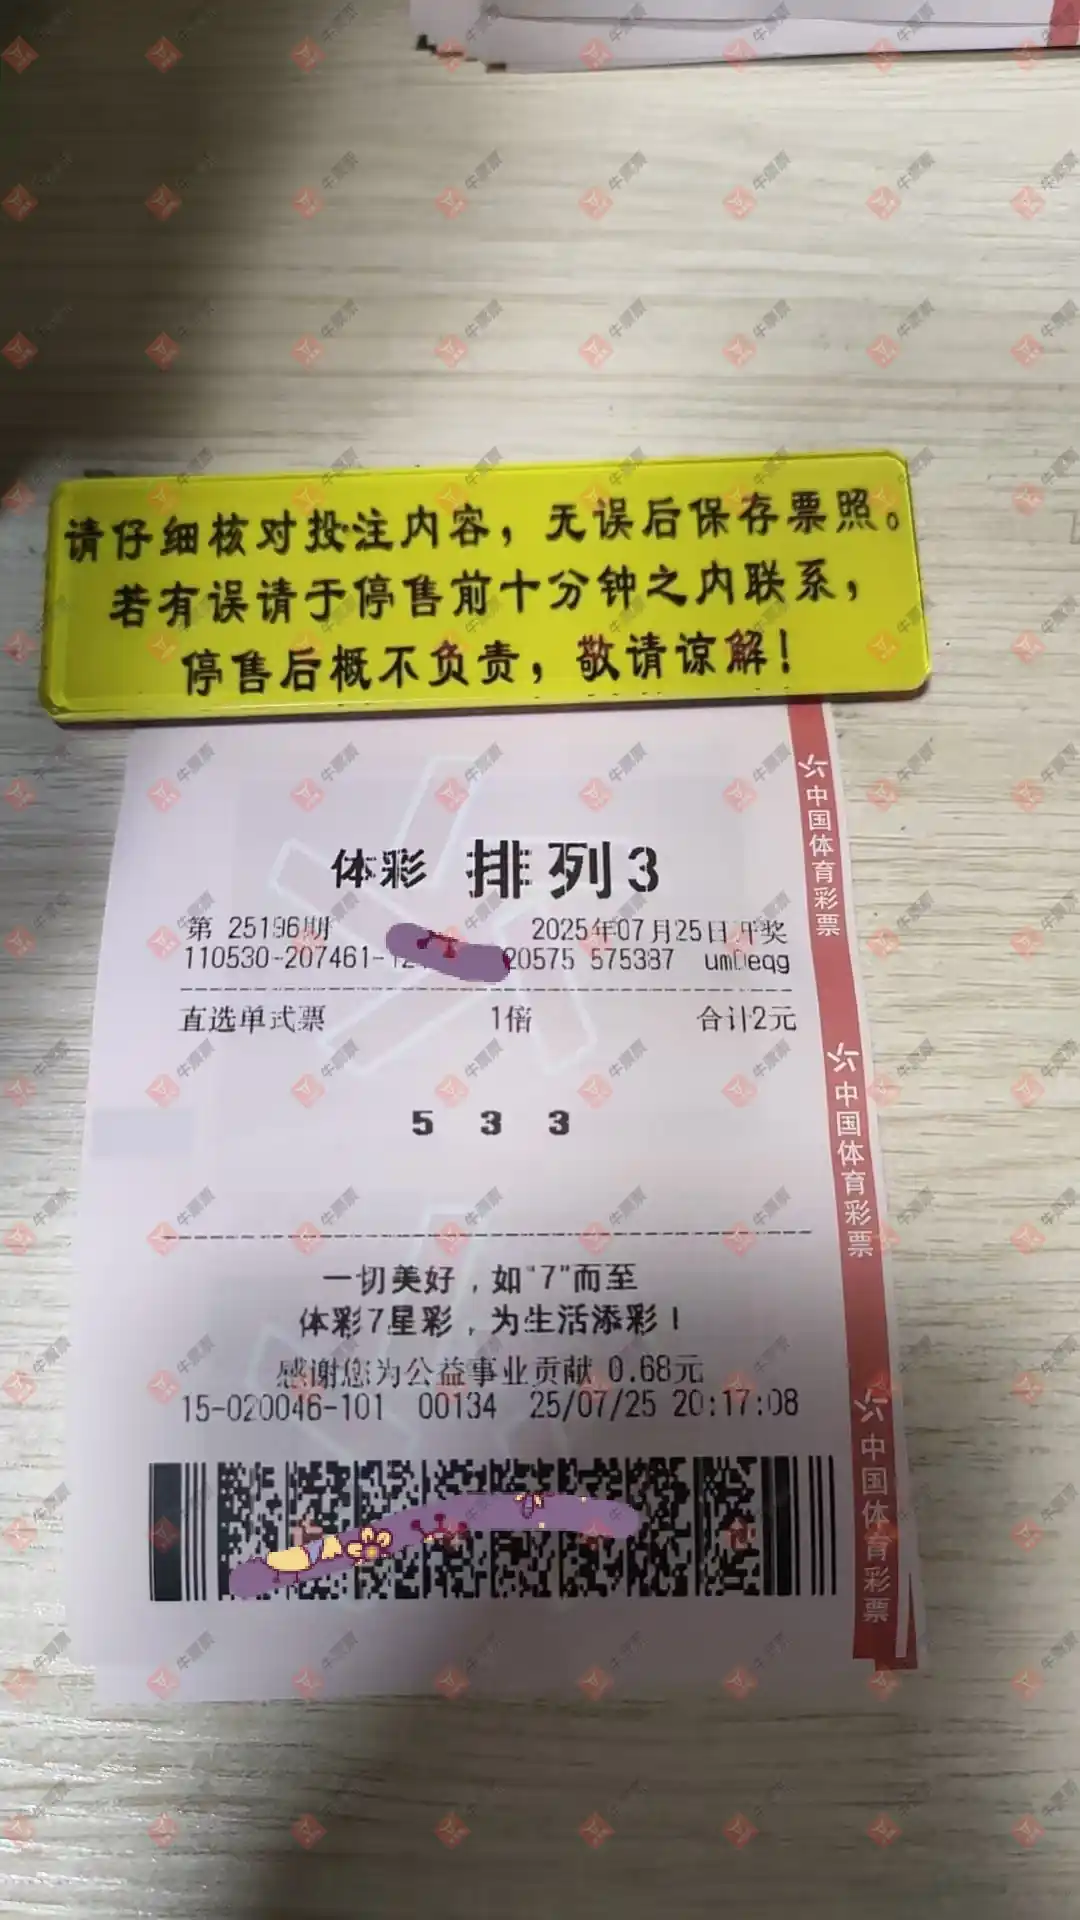 请仔细核对投注内容，无误后保存票照。
若有误请于停售前十分钟之内联系，
停售后概不负责，敬请谅解！
体彩 排列3
第 25196期 2025年07月25日开奖
110530-207461-12 20575 575387 umDeqg
直选单式票 1倍 合计2元
5 3 3
一切美好，如"7"而至
体彩7星彩，为生活添彩！
感谢您为公益事业贡献 0.68元
15-020046-101 00134 25/07/25 20:17:08
中国体育彩票
中国体育彩票
中国体育彩票
牛票票